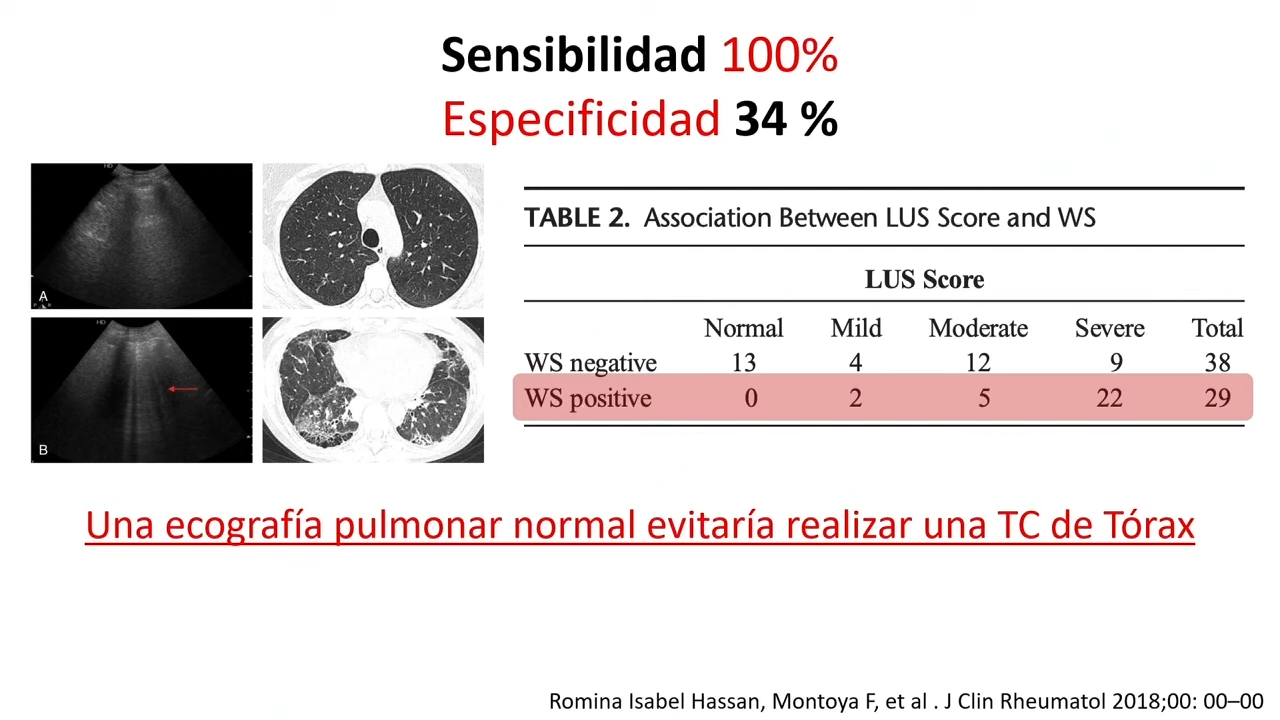 Sensibilidad 100%
Especificidad 34 %
HD
A
HD
B
TABLE 2. Association Between LUS Score and WS
LUS Score
Normal Mild Moderate Severe Total
WS negative 13 4 12 9 38
WS positive 0 2 5 22 29
Una ecografía pulmonar normal evitaría realizar una TC de Tórax
Romina Isabel Hassan, Montoya F, et al . J Clin Rheumatol 2018;00: 00–00